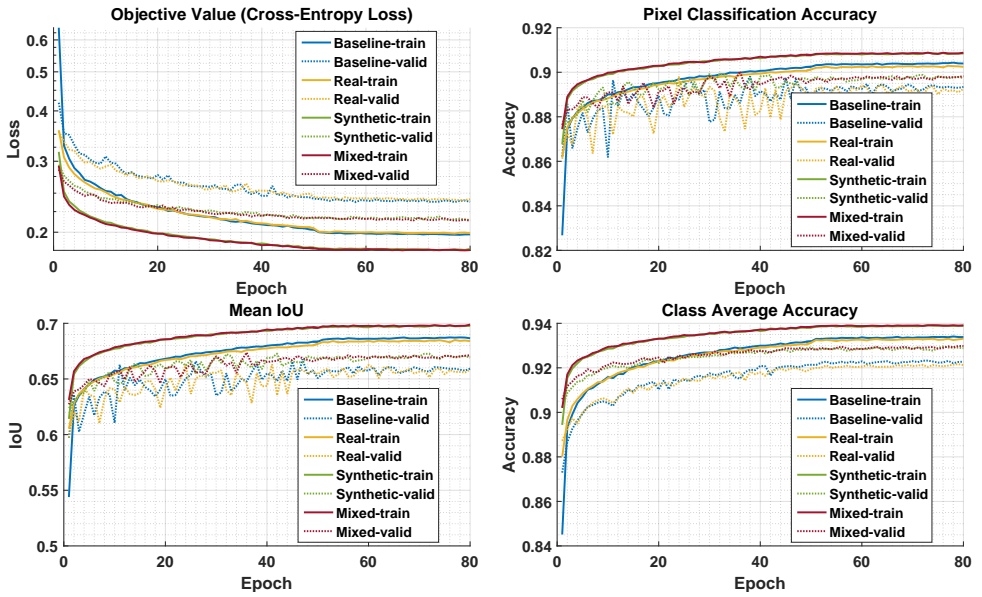 Objective Value (Cross-Entropy Loss)
Loss
0.6
0.5
0.4
0.3
0.2
0
20
40
60
80
Epoch
Baseline-train
Baseline-valid
Real-train
Real-valid
Synthetic-train
Synthetic-valid
Mixed-train
Mixed-valid
Pixel Classification Accuracy
Accuracy
0.92
0.9
0.88
0.86
0.84
0.82
0
20
40
60
80
Epoch
Baseline-train
Baseline-valid
Real-train
Real-valid
Synthetic-train
Synthetic-valid
Mixed-train
Mixed-valid
Mean IoU
IoU
0.7
0.65
0.6
0.55
0.5
0
20
40
60
80
Epoch
Baseline-train
Baseline-valid
Real-train
Real-valid
Synthetic-train
Synthetic-valid
Mixed-train
Mixed-valid
Class Average Accuracy
Accuracy
0.94
0.92
0.9
0.88
0.86
0.84
0
20
40
60
80
Epoch
Baseline-train
Baseline-valid
Real-train
Real-valid
Synthetic-train
Synthetic-valid
Mixed-train
Mixed-valid